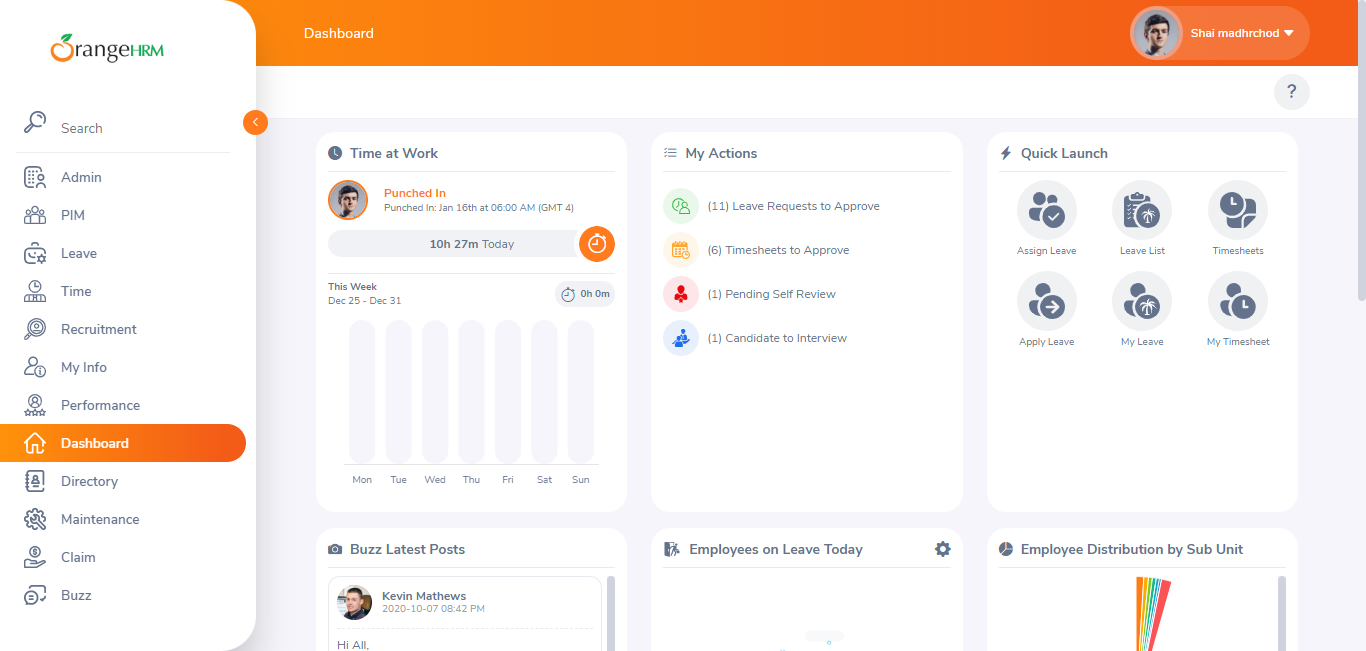 OrangeHRM
Dashboard
Shai madhrchod
Search
?
Admin
PIM
Leave
Time
Recruitment
My Info
Performance
Dashboard
Directory
Maintenance
Claim
Buzz
Time at Work
Punched In
Punched In: Jan 16th at 06:00 AM (GMT 4)
10h 27m Today
This Week
Dec 25 - Dec 31
0h 0m
Mon Tue Wed Thu Fri Sat Sun
My Actions
(11) Leave Requests to Approve
(6) Timesheets to Approve
(1) Pending Self Review
(1) Candidate to Interview
Quick Launch
Assign Leave Leave List Timesheets
Apply Leave My Leave My Timesheet
Buzz Latest Posts
Kevin Mathews
2020-10-07 08:42 PM
Hi All,
Employees on Leave Today
Employee Distribution by Sub Unit